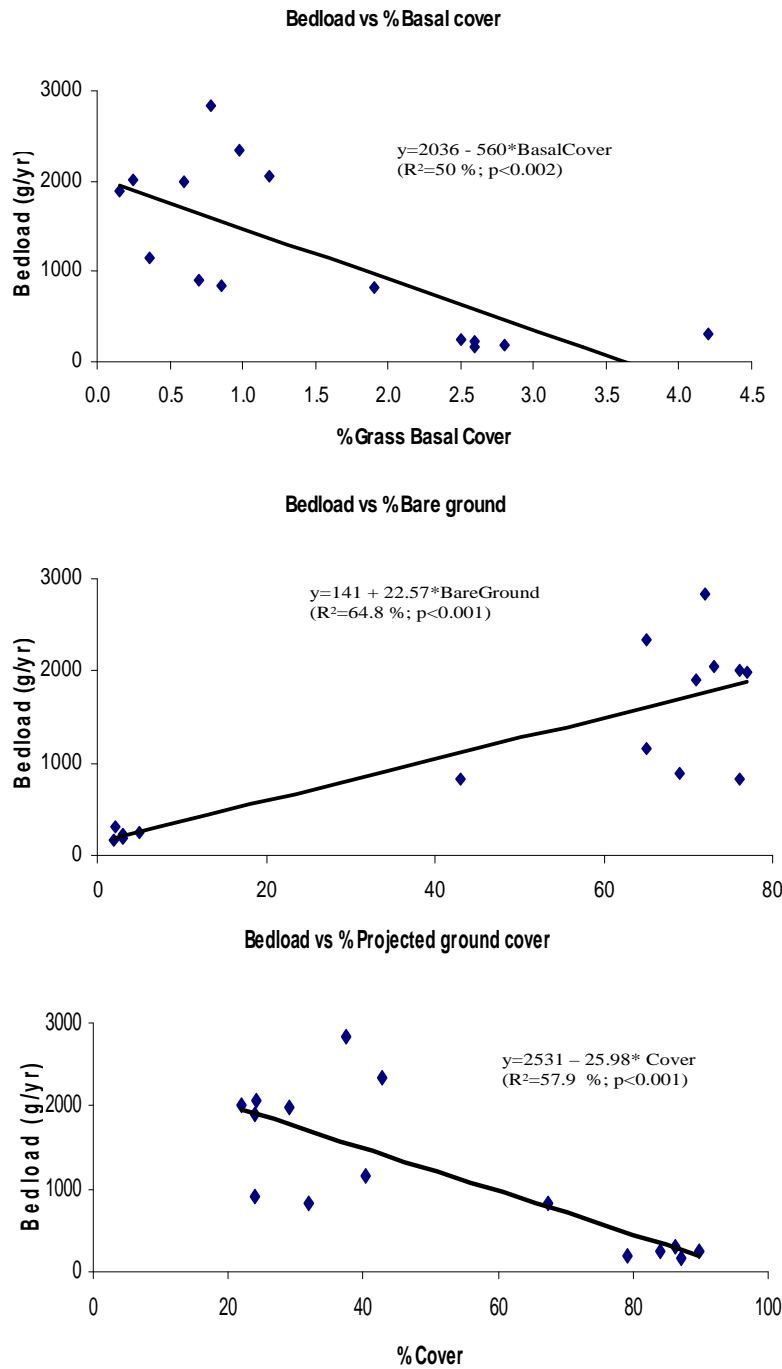 Bedload vs %Basal cover
3000
y=2036 - 560*BasalCover
(R²=50 %; p<0.002)
2000
1000
0
Bedload (g/yr)
0.0 0.5 1.0 1.5 2.0 2.5 3.0 3.5 4.0 4.5
%Grass Basal Cover
Bedload vs %Bare ground
3000
y=141 + 22.57*BareGround
(R²=64.8 %; p<0.001)
2000
1000
0
Bedload (g/yr)
0 20 40 60 80
Bedload vs %Projected ground cover
3000
y=2531 – 25.98* Cover
(R²=57.9 %; p<0.001)
2000
1000
0
Bedload (g/yr)
0 20 40 60 80 100
%Cover